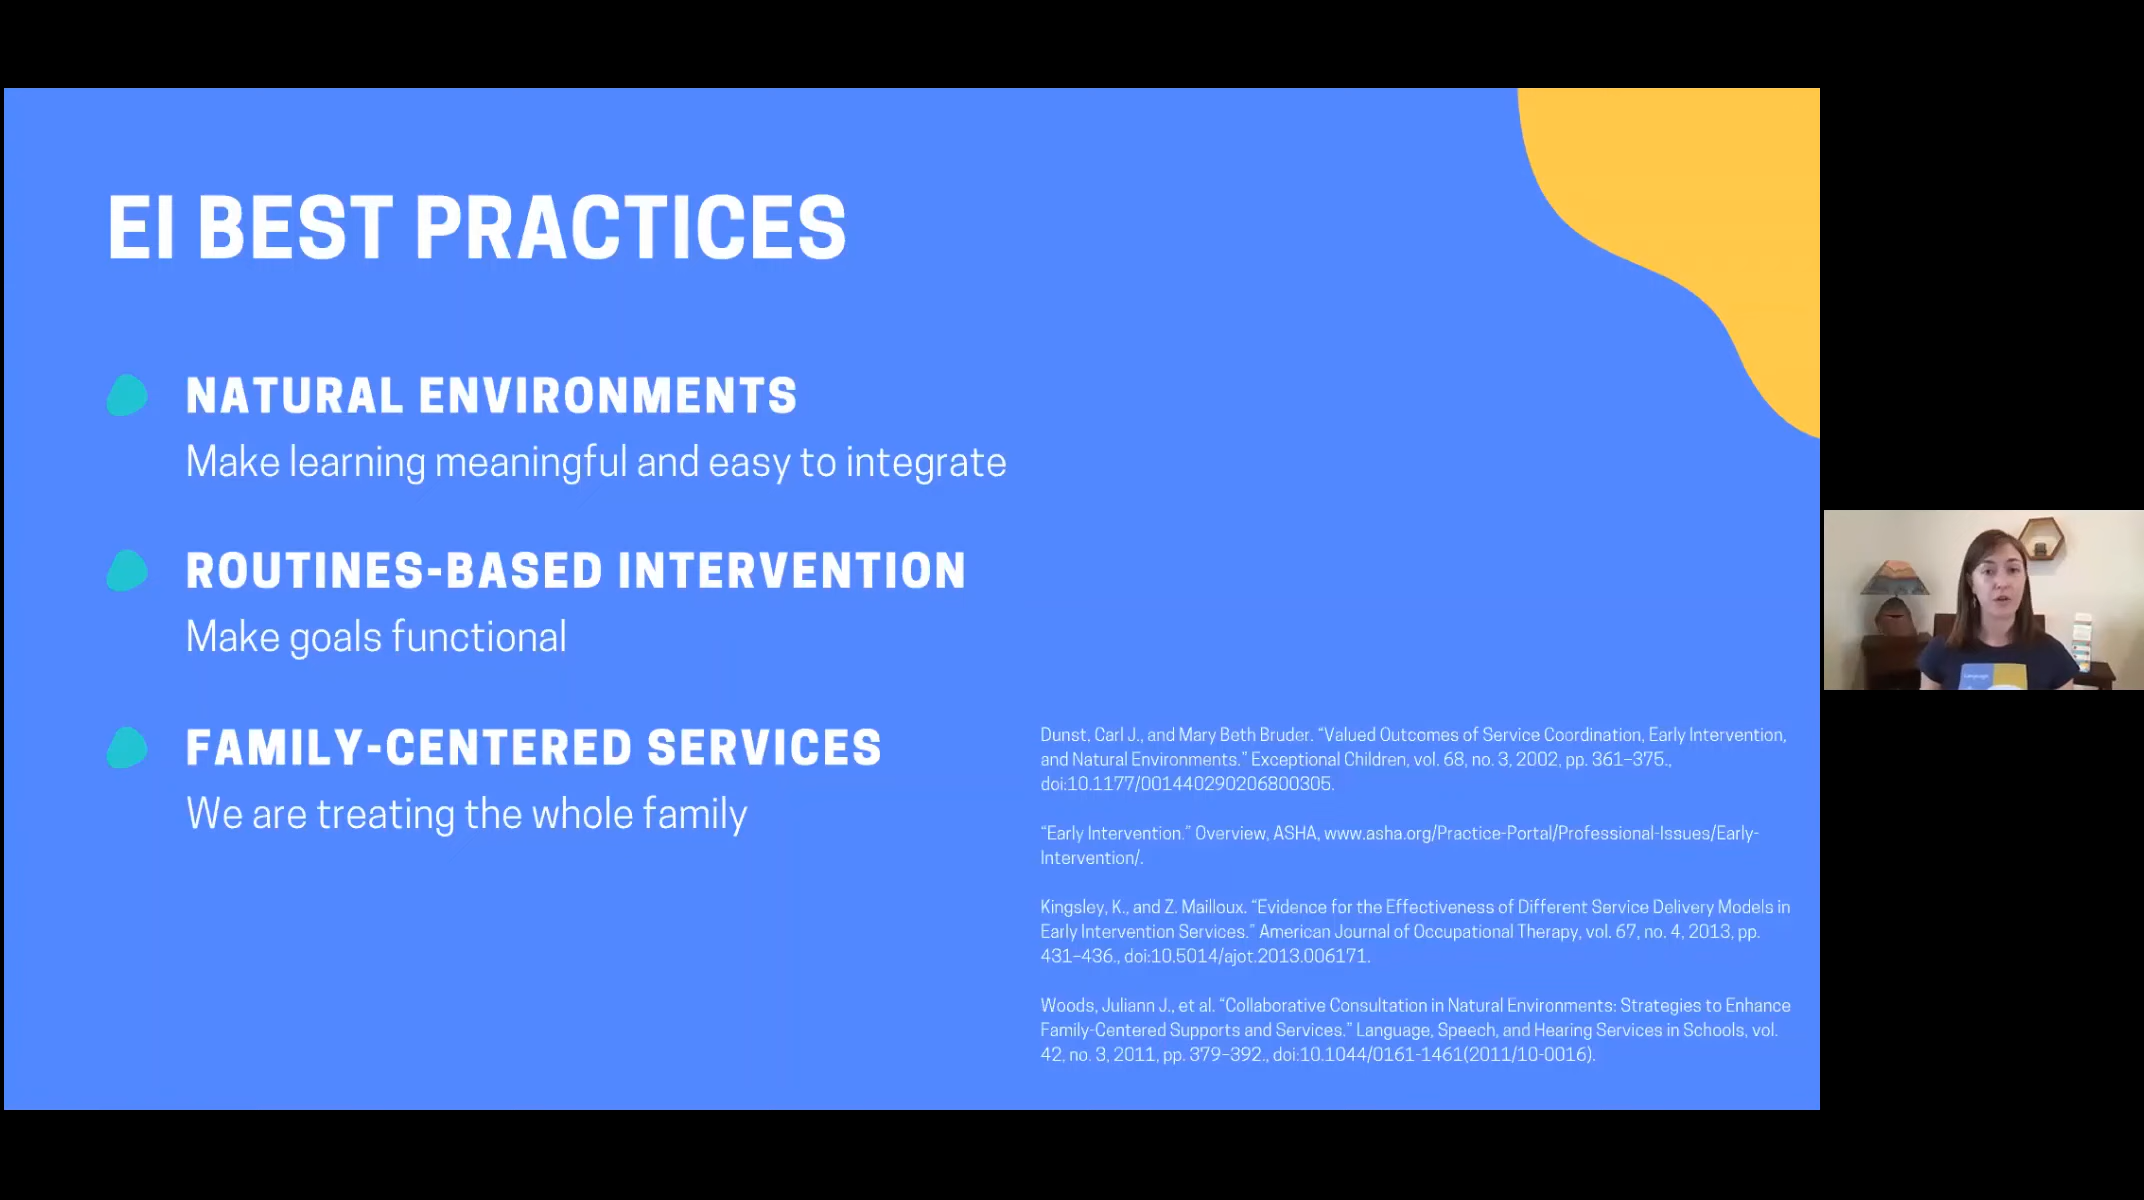 EI BEST PRACTICES
NATURAL ENVIRONMENTS
Make learning meaningful and easy to integrate
ROUTINES-BASED INTERVENTION
Make goals functional
FAMILY-CENTERED SERVICES
We are treating the whole family
Dunst, Carl J., and Mary Beth Bruder. “Valued Outcomes of Service Coordination, Early Intervention,
and Natural Environments.” Exceptional Children, vol. 68, no. 3, 2002, pp. 361–375.,
doi:10.1177/001440290206800305.
“Early Intervention.” Overview, ASHA, www.asha.org/Practice-Portal/Professional-Issues/Early-
Intervention/.
Kingsley, K., and Z. Mailloux. “Evidence for the Effectiveness of Different Service Delivery Models in
Early Intervention Services.” American Journal of Occupational Therapy, vol. 67, no. 4, 2013, pp.
431–436., doi:10.5014/ajot.2013.006171.
Woods, Juliann J., et al. “Collaborative Consultation in Natural Environments: Strategies to Enhance
Family-Centered Supports and Services.” Language, Speech, and Hearing Services in Schools, vol.
42, no. 3, 2011, pp. 379–392., doi:10.1044/0161-1461(2011/10-0016).